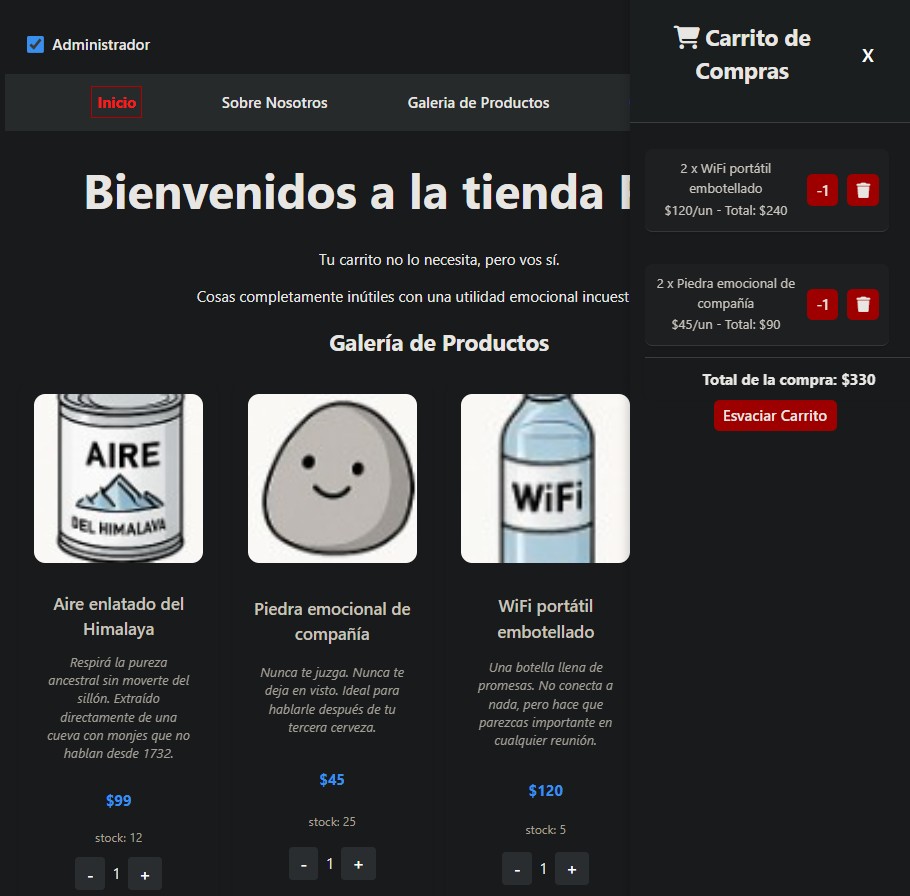 Administrador
Inicio
Sobre Nosotros
Galeria de Productos
Bienvenidos a la tienda
Tu carrito no lo necesita, pero vos sí.
Cosas completamente inútiles con una utilidad emocional
Galería de Productos
AIRE
DEL HIMALAYA
Aire enlatado del
Himalaya
Respirá la pureza
ancestral sin moverte del
sillón. Extraído
directamente de una
cueva con monjes que no
hablan desde 1732.
$99
stock: 12
- 1 +
Piedra emocional de
compañía
Nunca te juzga. Nunca te
deja en visto. Ideal para
hablarle después de tu
tercera cerveza.
$45
stock: 25
- 1 +
WiFi
WiFi portátil
embotellado
Una botella llena de
promesas. No conecta a
nada, pero hace que
parezcas importante en
cualquier reunión.
$120
stock: 5
- 1 +
Carrito de
Compras
X
2 x WiFi portátil
embotellado
$120/un - Total: $240
-1
2 x Piedra emocional de
compañía
$45/un - Total: $90
-1
Total de la compra: $330
Esvaciar Carrito